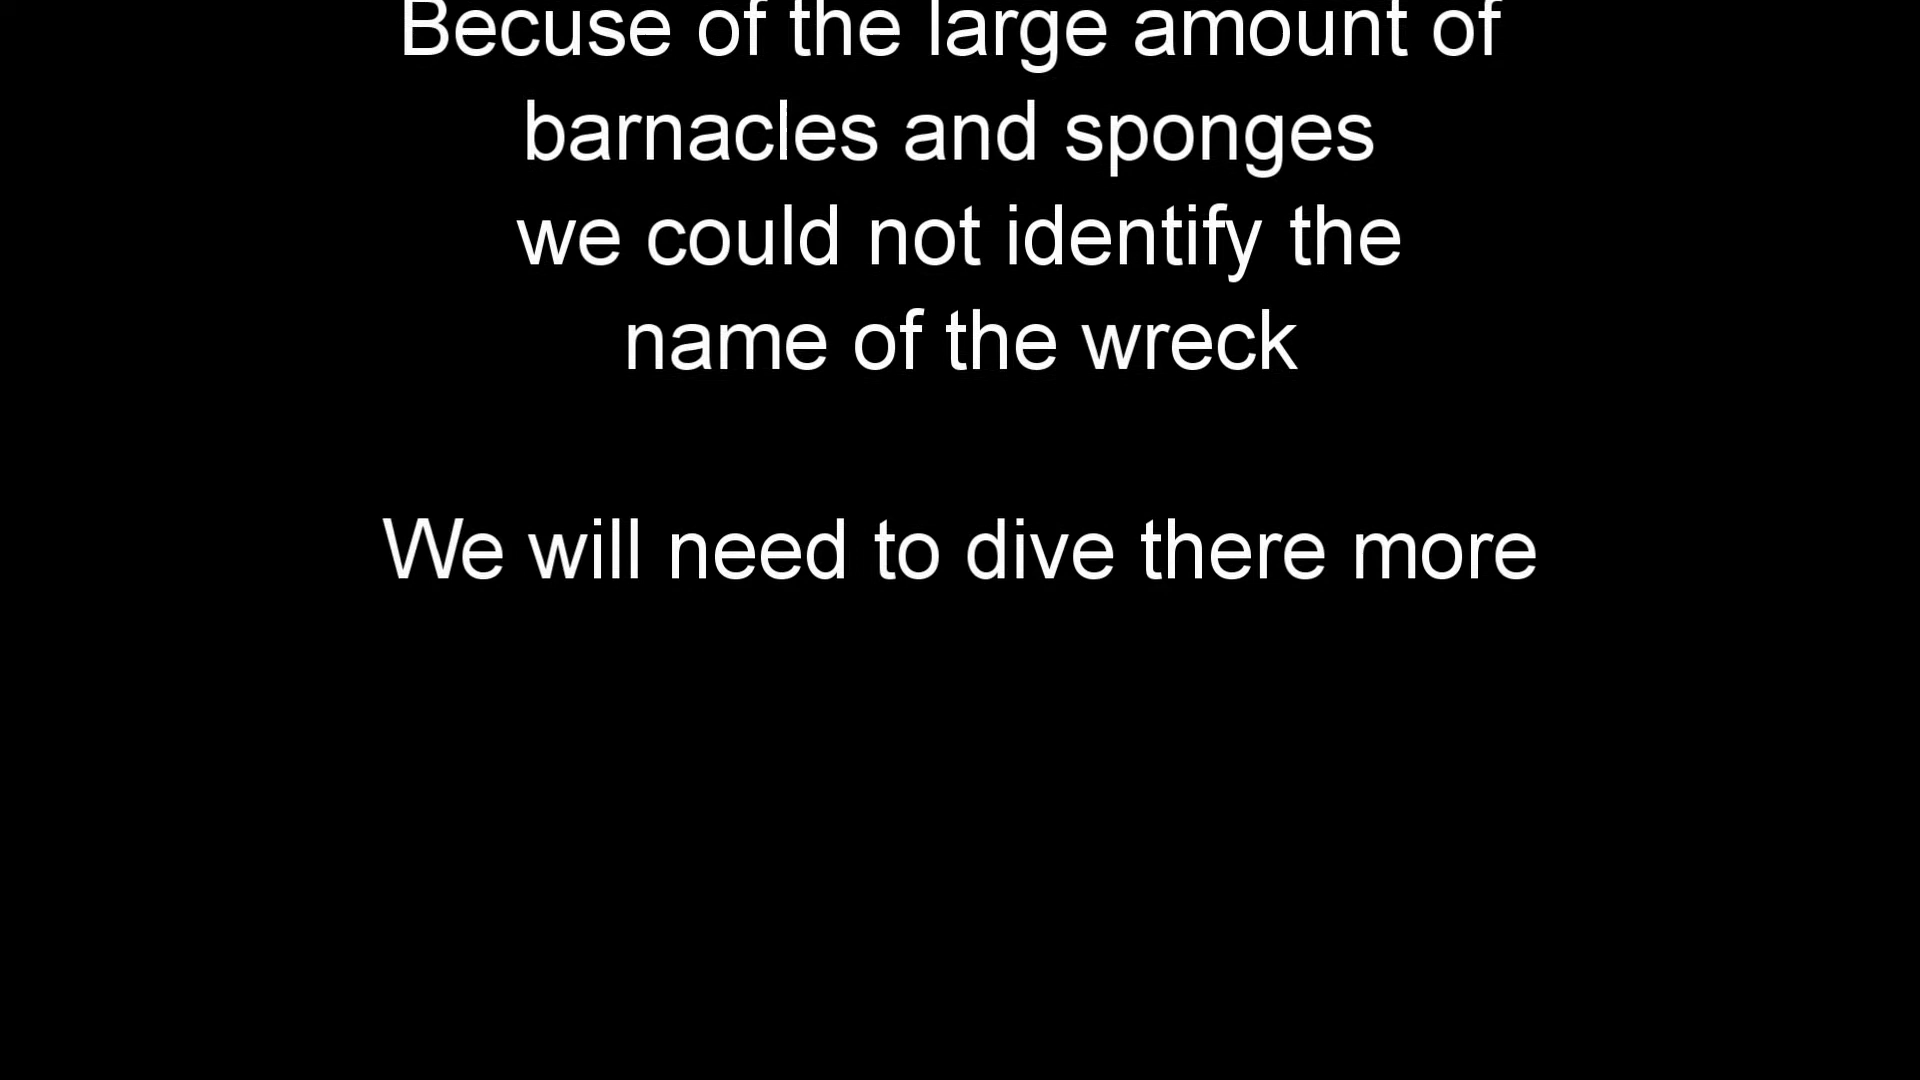 Becuse of the large amount of
barnacles and sponges
we could not identify the
name of the wreck
We will need to dive there more